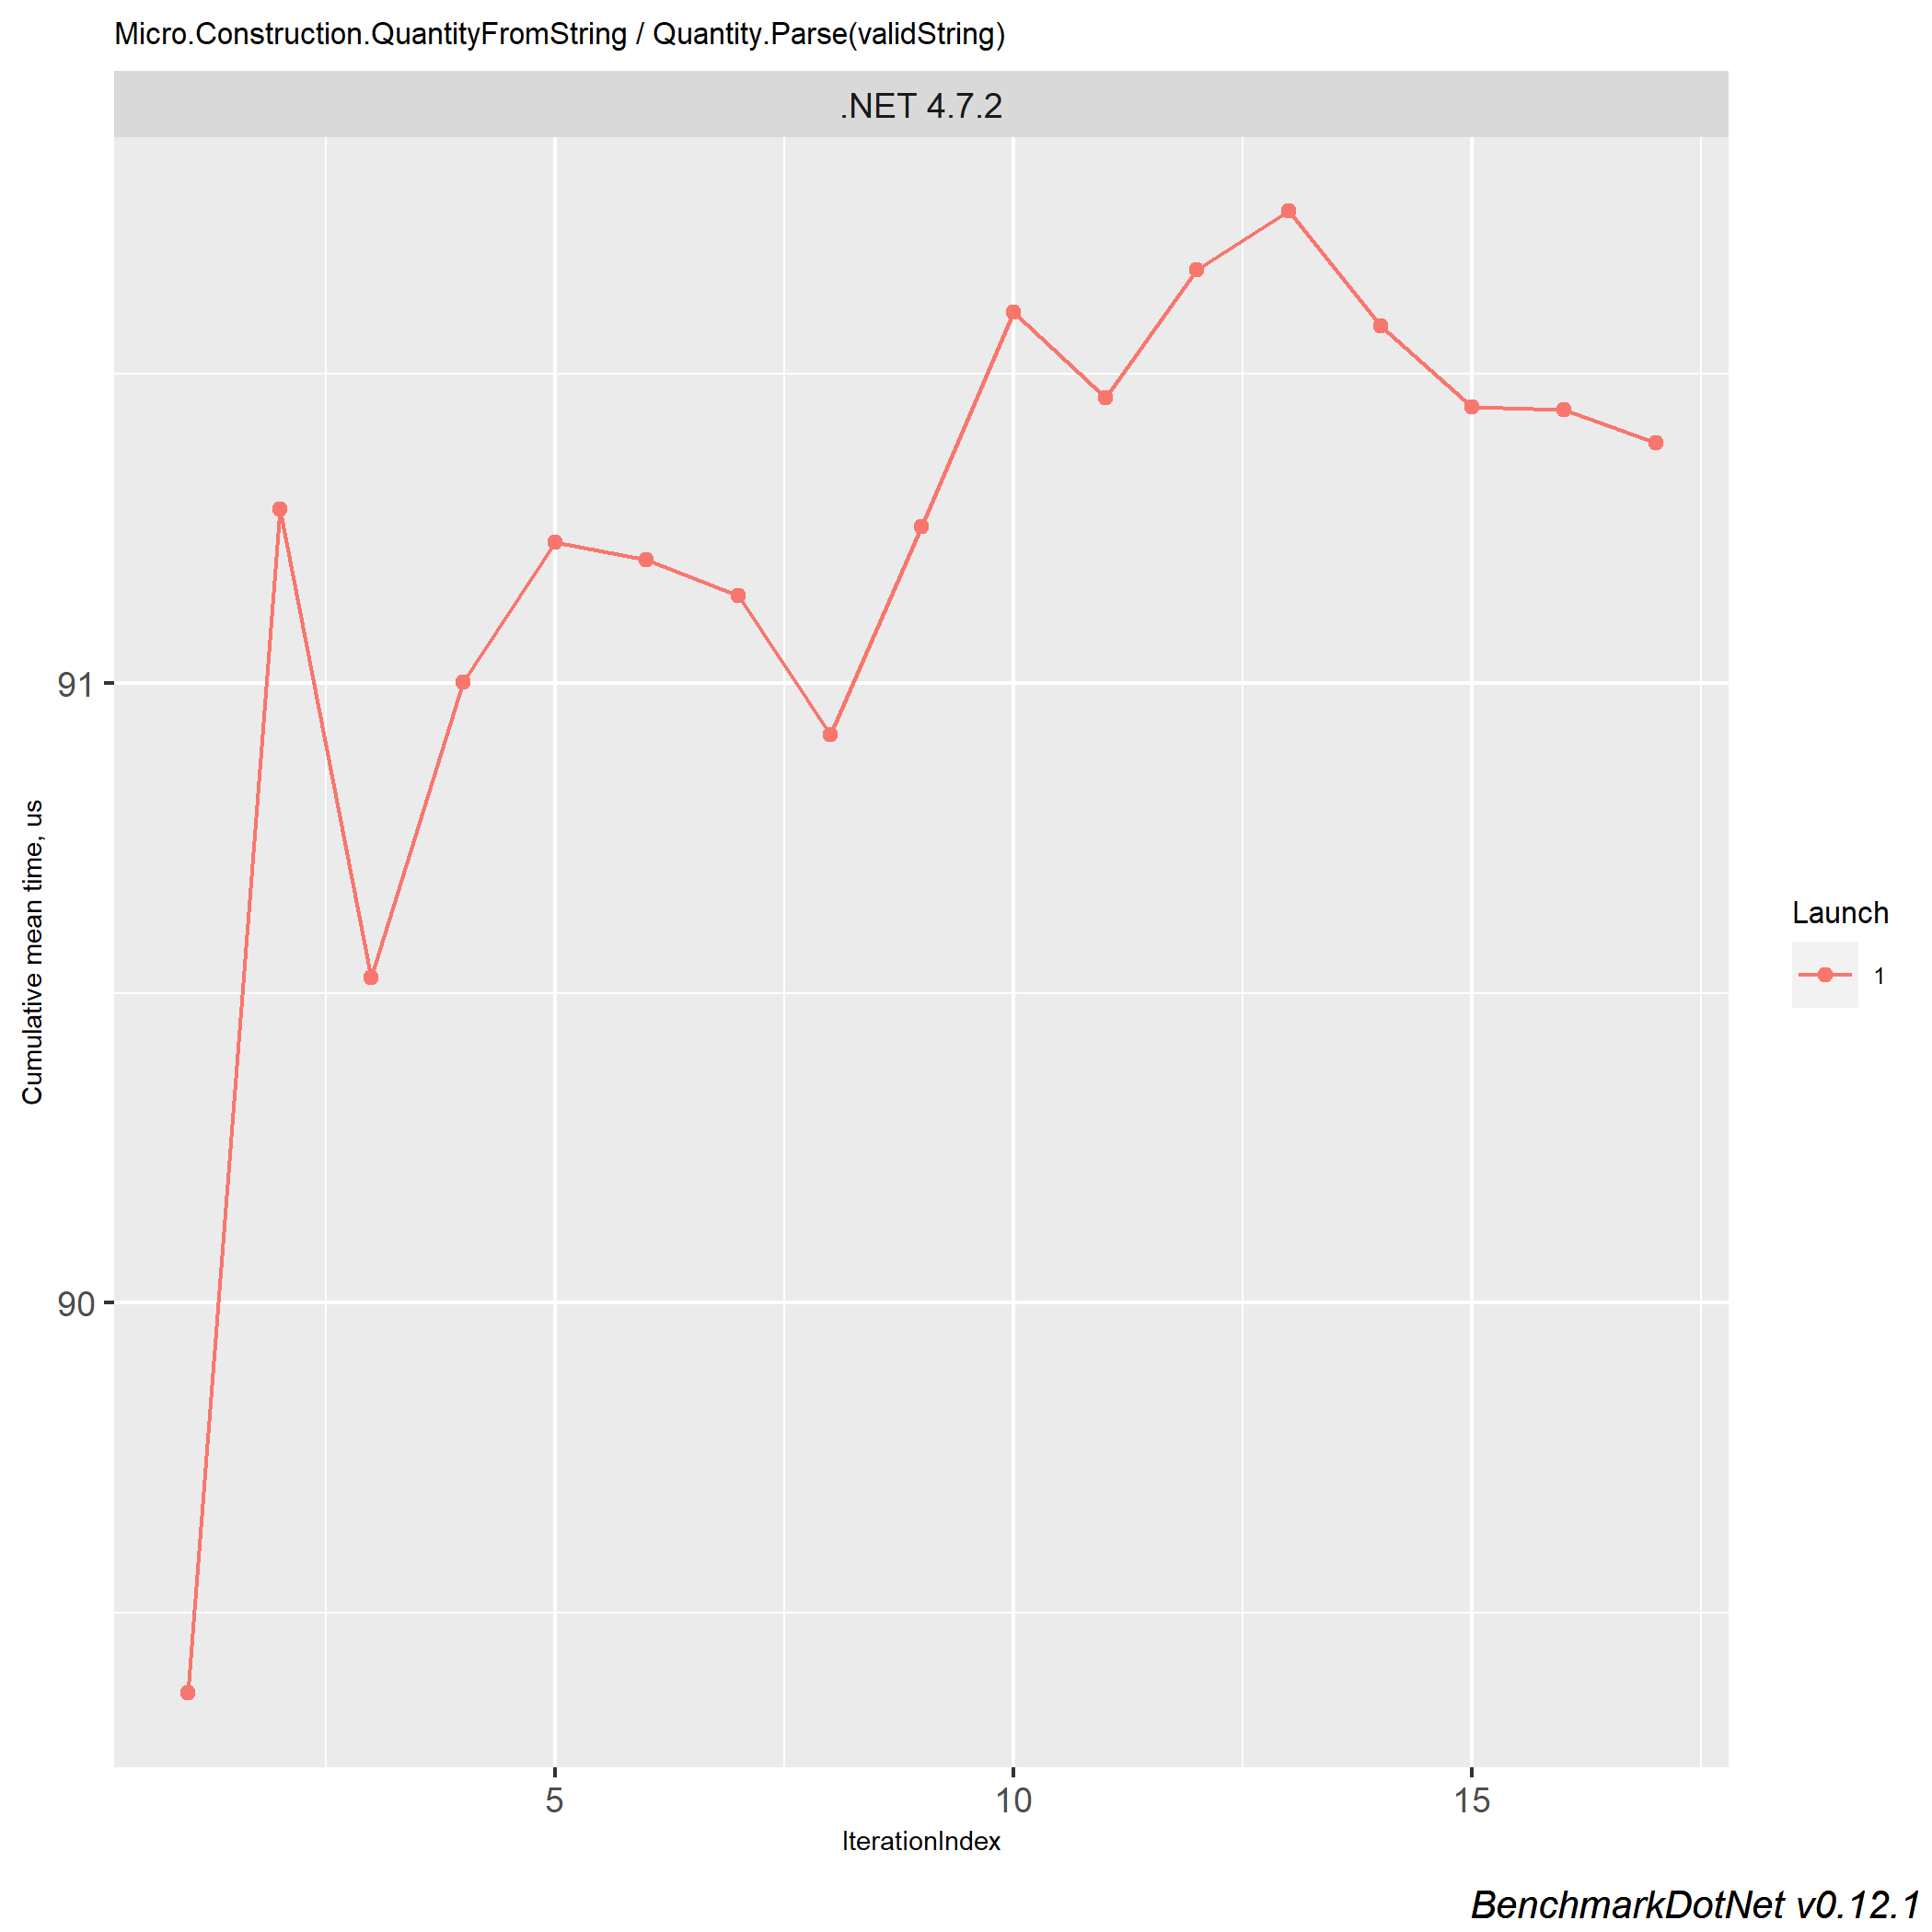 Micro.Construction.QuantityFromString / Quantity.Parse(validString)
.NET 4.7.2
91
90
Cumulative mean time, us
5 10 15
IterationIndex
Launch
1
BenchmarkDotNet v0.12.1